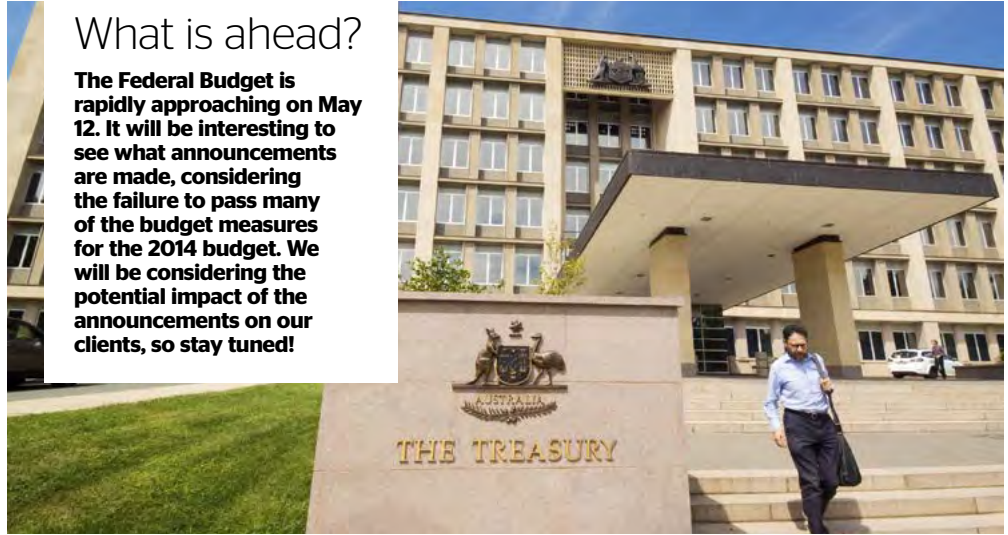 What is ahead?
The Federal Budget is
rapidly approaching on May
12. It will be interesting to
see what announcements
are made, considering
the failure to pass many
of the budget measures
for the 2014 budget. We
will be considering the
potential impact of the
announcements on our
clients, so stay tuned!
AUSTRALIA
THE TREASURY